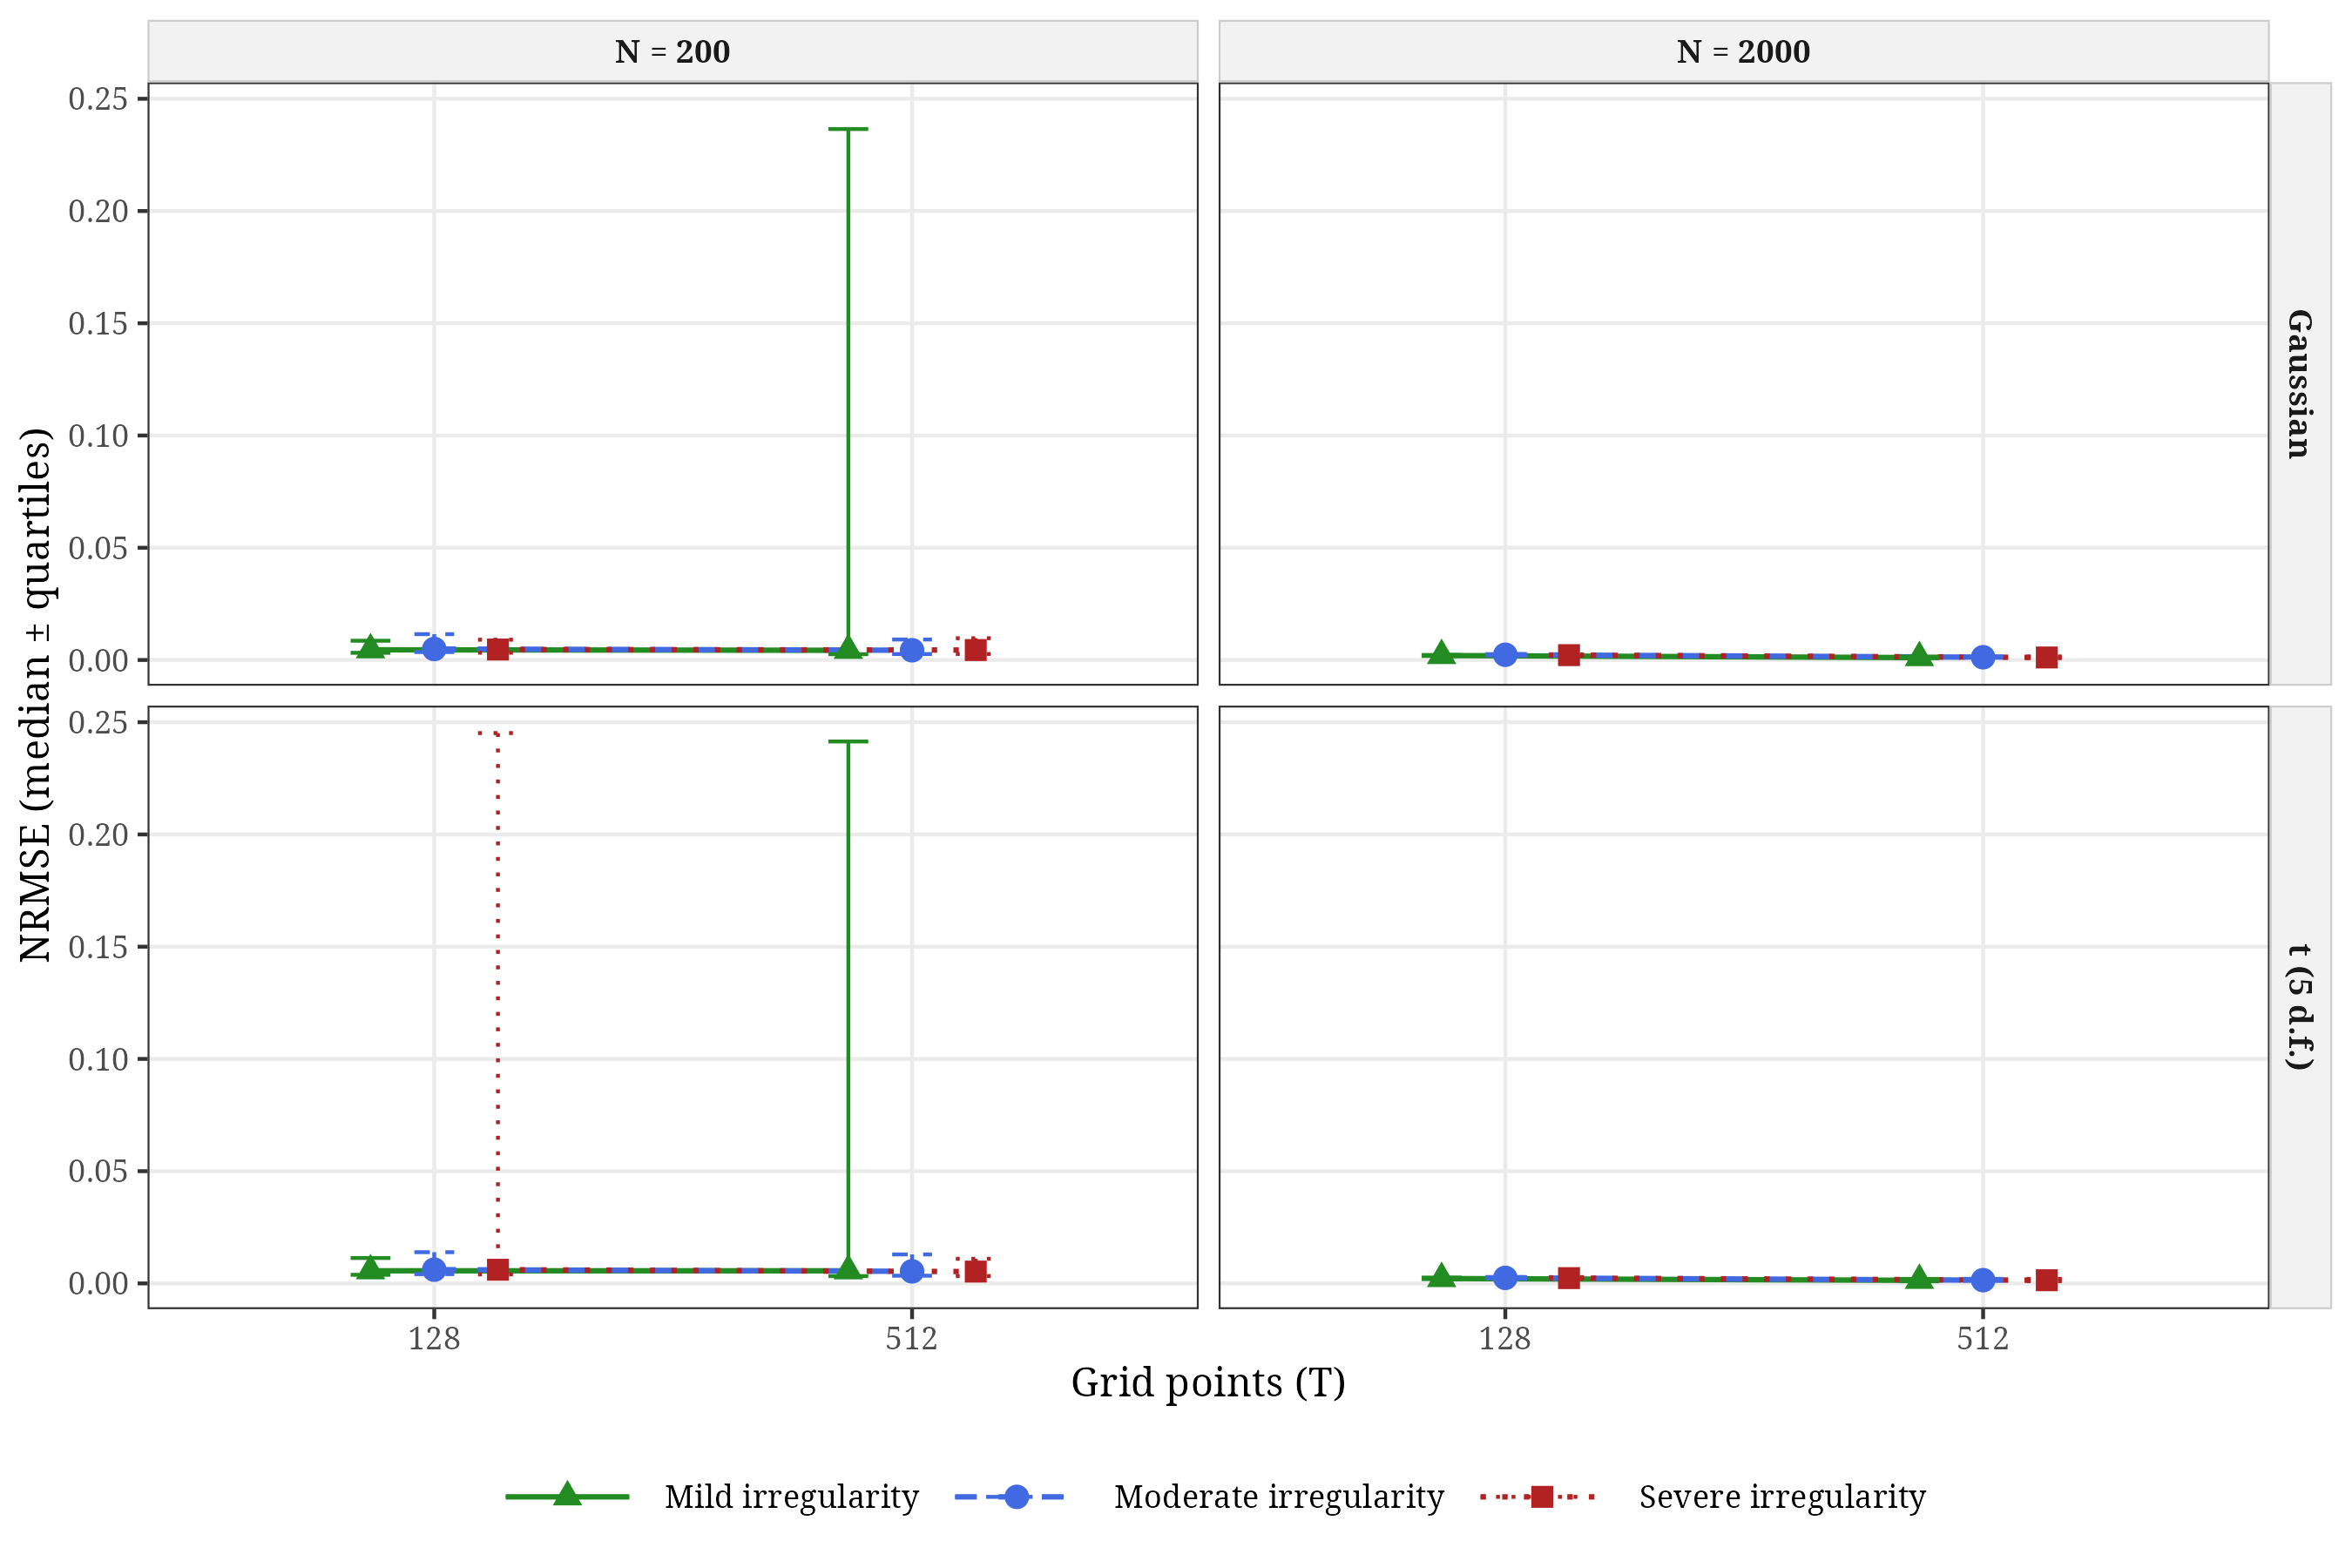 N = 200
N = 2000
0.25
0.20
0.15
0.10
0.05
0.00
Gaussian
0.25
0.20
0.15
0.10
0.05
0.00
t (5 d.f.)
NRMSE (median ± quartiles)
128
512
128
512
Grid points (T)
Mild irregularity
Moderate irregularity
Severe irregularity